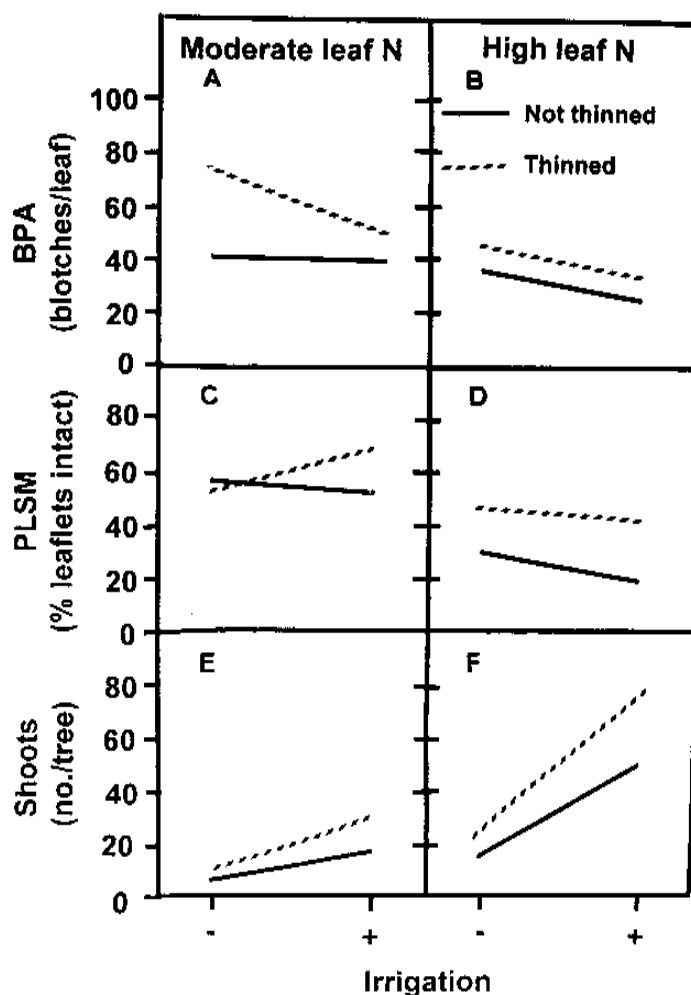 Moderate leaf N
High leaf N
A
B
Not thinned
Thinned
BPA
(blotches/leaf)
100
80
60
40
20
0
C
D
PLSM
(% leaflets intact)
80
60
40
20
0
E
F
Shoots
(no./tree)
80
60
40
20
0
- + - +
Irrigation